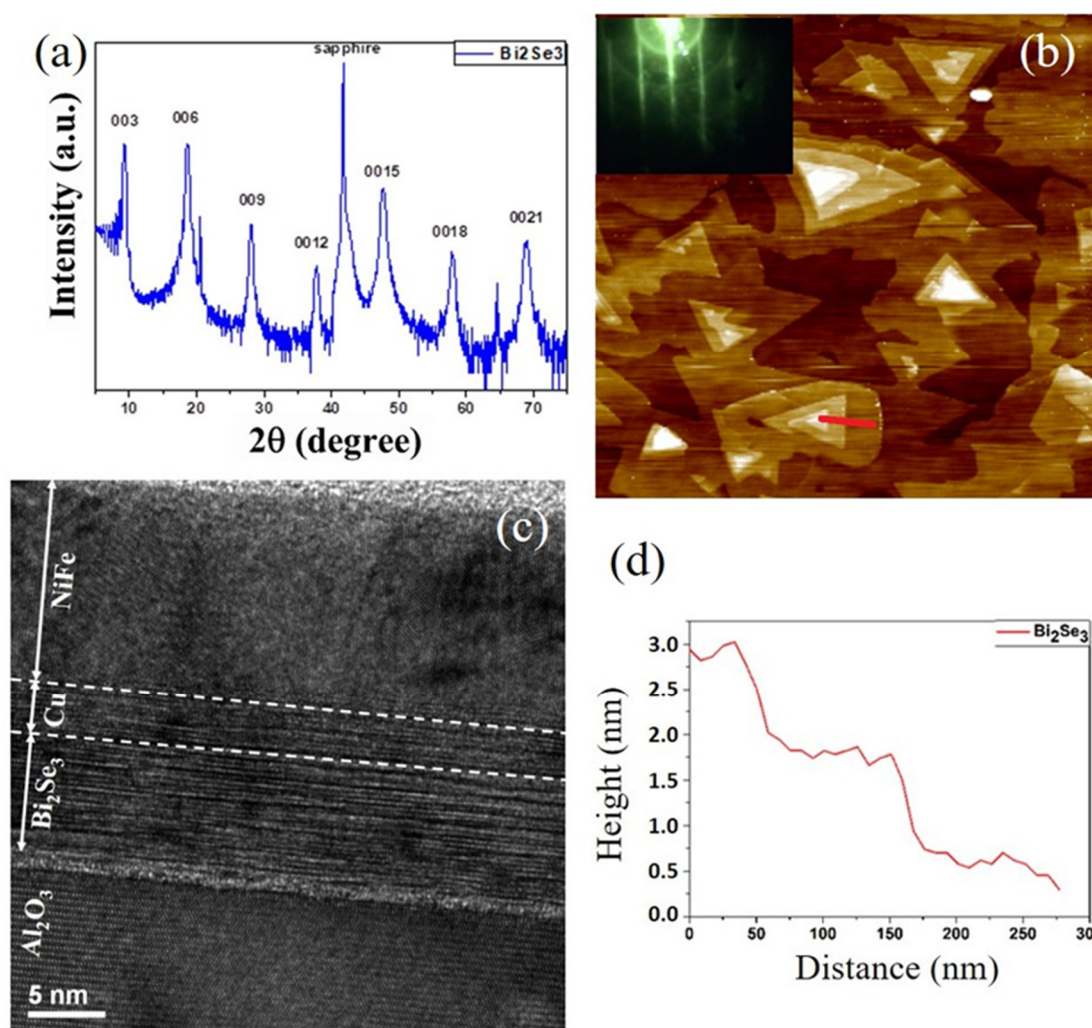 (a)
Bi2Se3
sapphire
003
006
009
0012
0015
0018
0021
Intensity (a.u.)
10 20 30 40 50 60 70
2θ (degree)
(b)
(c)
NiFe
Cu
Bi₂Se₃
Al₂O₃
5 nm
(d)
Bi₂Se₃
3.0
2.5
2.0
1.5
1.0
0.5
0.0
Height (nm)
0 50 100 150 200 250 300
Distance (nm)